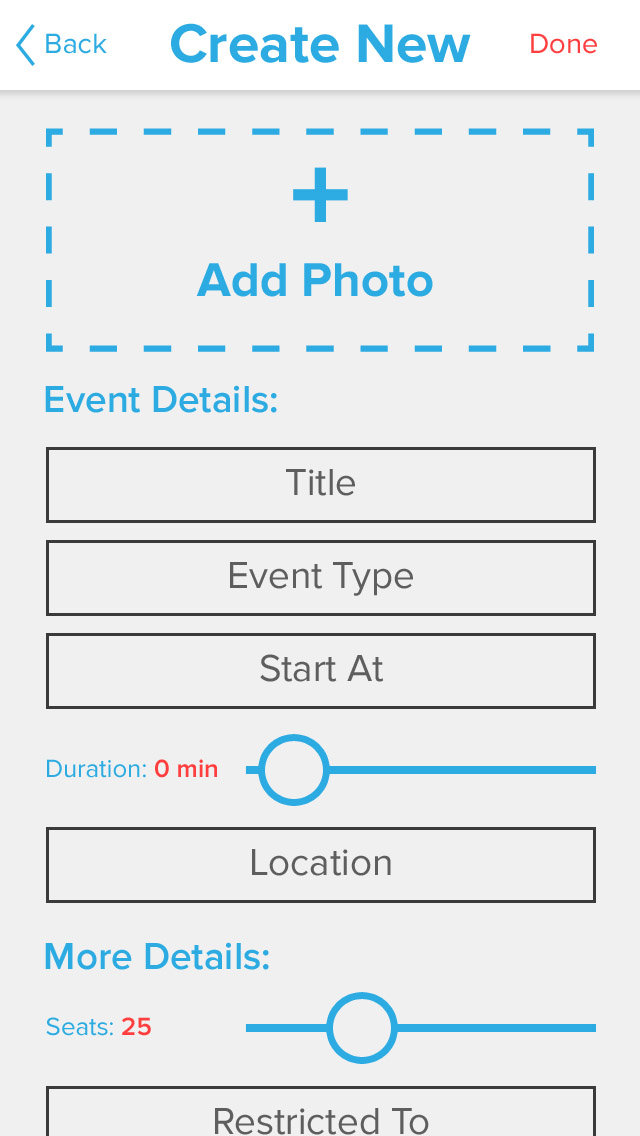 Back Create New Done
+
Add Photo
Event Details:
Title
Event Type
Start At
Duration: 0 min
Location
More Details:
Seats: 25
Restricted To